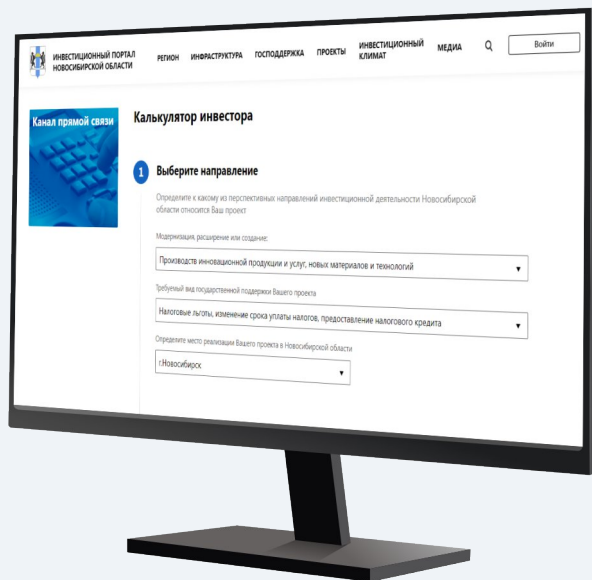 ИНВЕСТИЦИОННЫЙ ПОРТАЛ
НОВОСИБИРСКОЙ ОБЛАСТИ
РЕГИОН
ИНФРАСТРУКТУРА
ГОСПОДДЕРЖКА
ПРОЕКТЫ
ИНВЕСТИЦИОННЫЙ
КЛИМАТ
МЕДИА
Войти
Канал прямой связи
Калькулятор инвестора
1 Выберите направление
Определите к какому из перспективных направлений инвестиционной деятельности Новосибирской
области относится Ваш проект
Модернизация, расширение или создание:
Производств инновационной продукции и услуг, новых материалов и технологий
Требуемый вид государственной поддержки Вашего проекта
Налоговые льготы, изменение срока уплаты налогов, предоставление налогового кредита
Определите место реализации Вашего проекта в Новосибирской области
г.Новосибирск